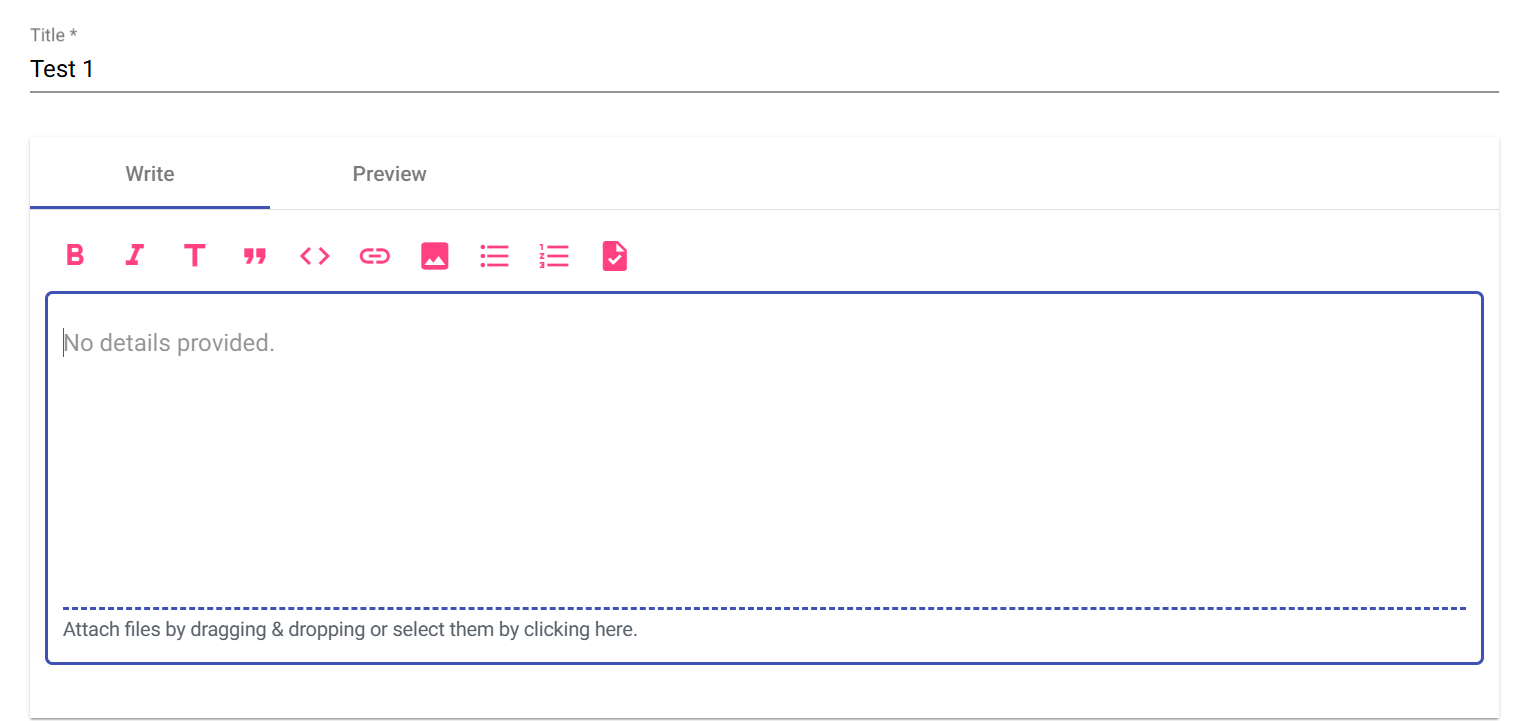 Title *
Test 1
Write Preview
No details provided.
Attach files by dragging & dropping or select them by clicking here.